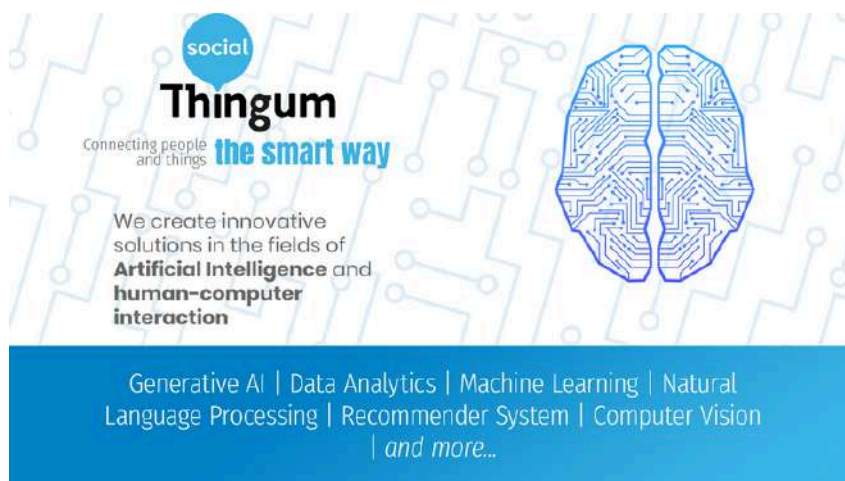 social
Thingum
Connecting people
and things the smart way
We create innovative
solutions in the fields of
Artificial Intelligence and
human-computer
interaction
Generative AI | Data Analytics | Machine Learning | Natural
Language Processing | Recommender System | Computer Vision
| and more...